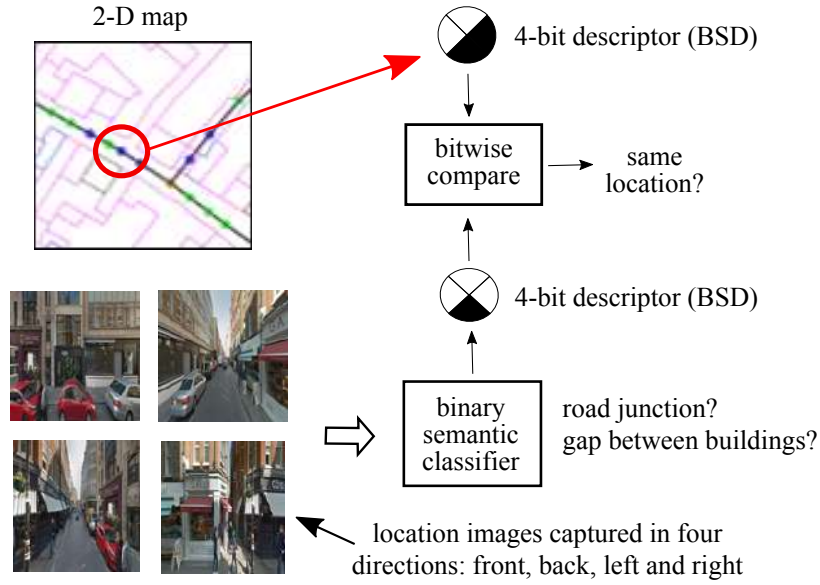 2-D map
4-bit descriptor (BSD)
bitwise
compare
same
location?
4-bit descriptor (BSD)
binary
semantic
classifier
road junction?
gap between buildings?
location images captured in four
directions: front, back, left and right